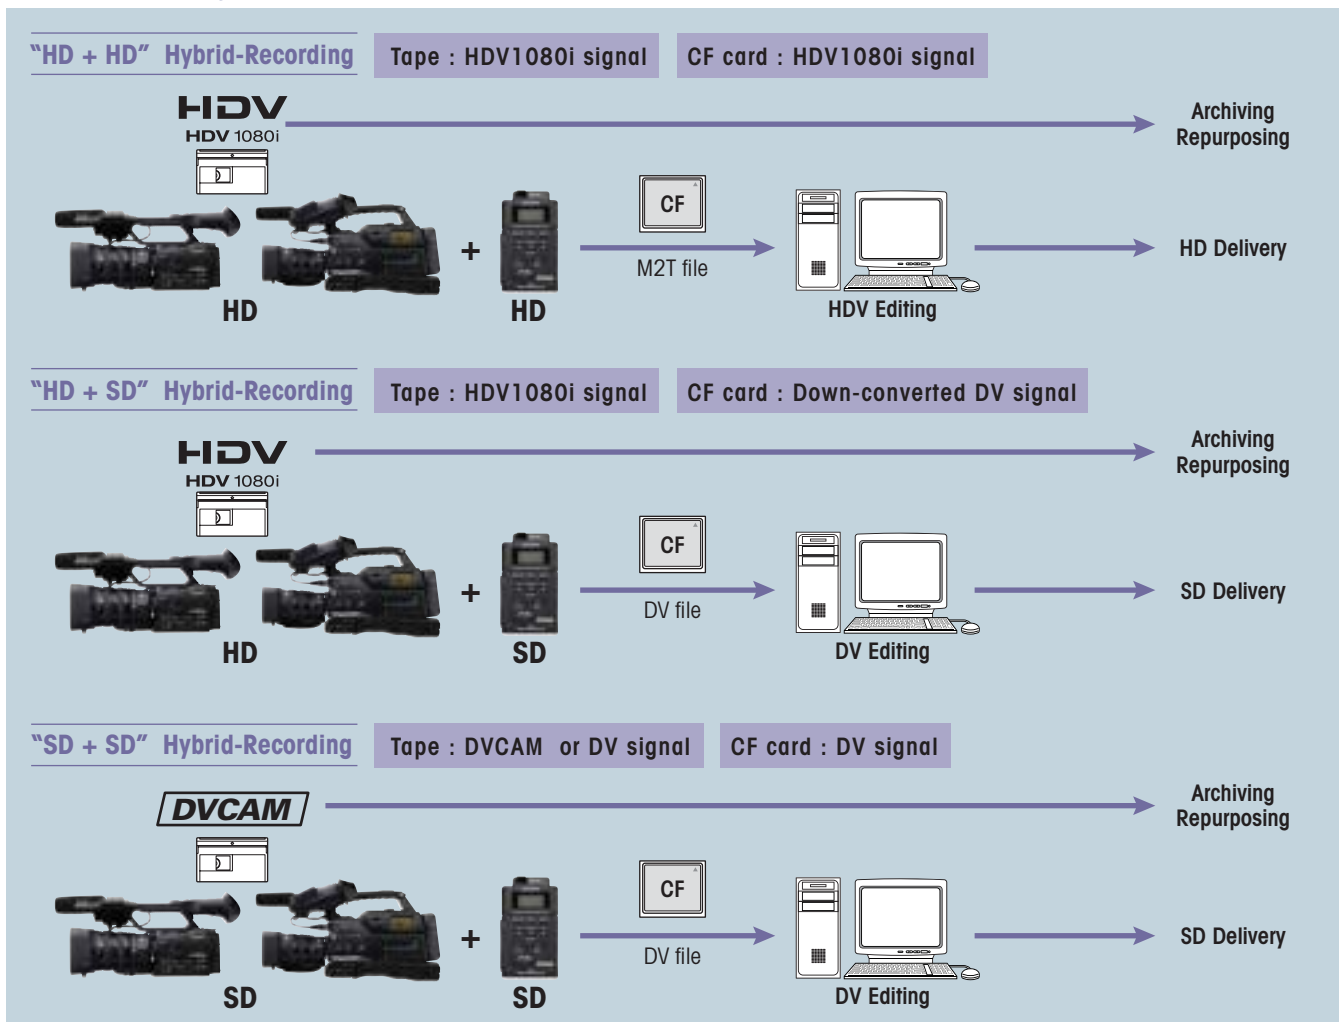 “HD + HD” Hybrid-Recording Tape : HDV1080i signal CF card : HDV1080i signal
HDV
HDV 1080i
Archiving
Repurposing
CF
+
M2T file
HD Delivery
HD
HD
HDV Editing
“HD + SD” Hybrid-Recording Tape : HDV1080i signal CF card : Down-converted DV signal
HDV
HDV 1080i
Archiving
Repurposing
CF
+
DV file
SD Delivery
HD
SD
DV Editing
“SD + SD” Hybrid-Recording Tape : DVCAM or DV signal CF card : DV signal
DVCAM
Archiving
Repurposing
CF
+
DV file
SD Delivery
SD
SD
DV Editing